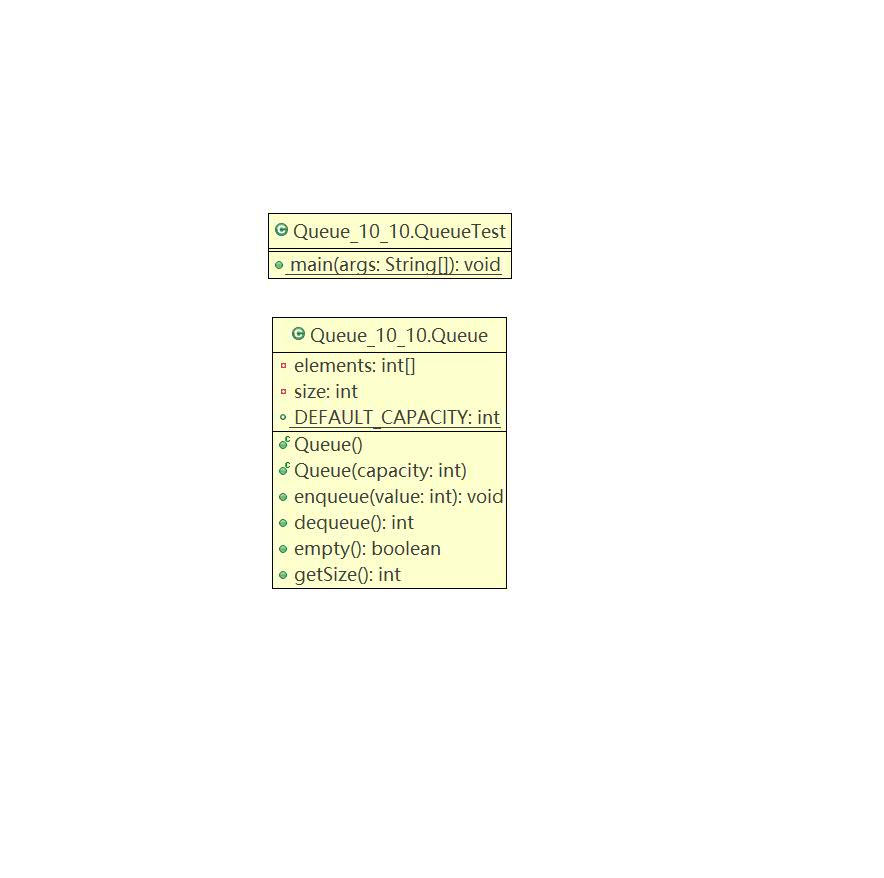 Queue_10_10.QueueTest
main(args: String[]): void
Queue_10_10.Queue
elements: int[]
size: int
DEFAULT_CAPACITY: int
Queue()
Queue(capacity: int)
enqueue(value: int): void
dequeue(): int
empty(): boolean
getSize(): int